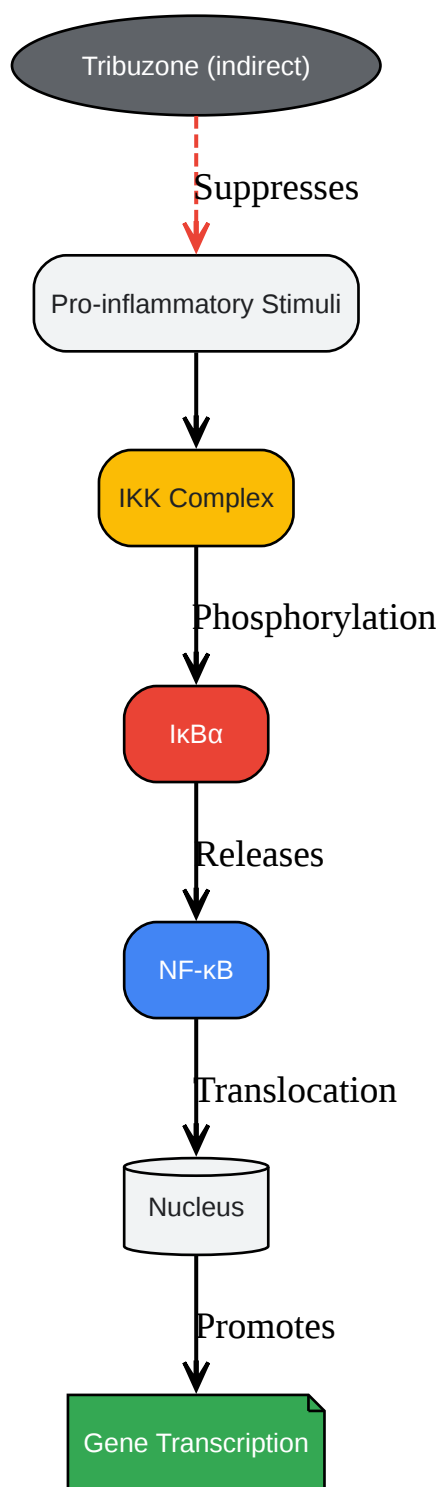 Tribuzone (indirect)
Suppresses
Pro-inflammatory Stimuli
IKK Complex
Phosphorylation
IκBα
Releases
NF-κB
Translocation
Nucleus
Promotes
Gene Transcription